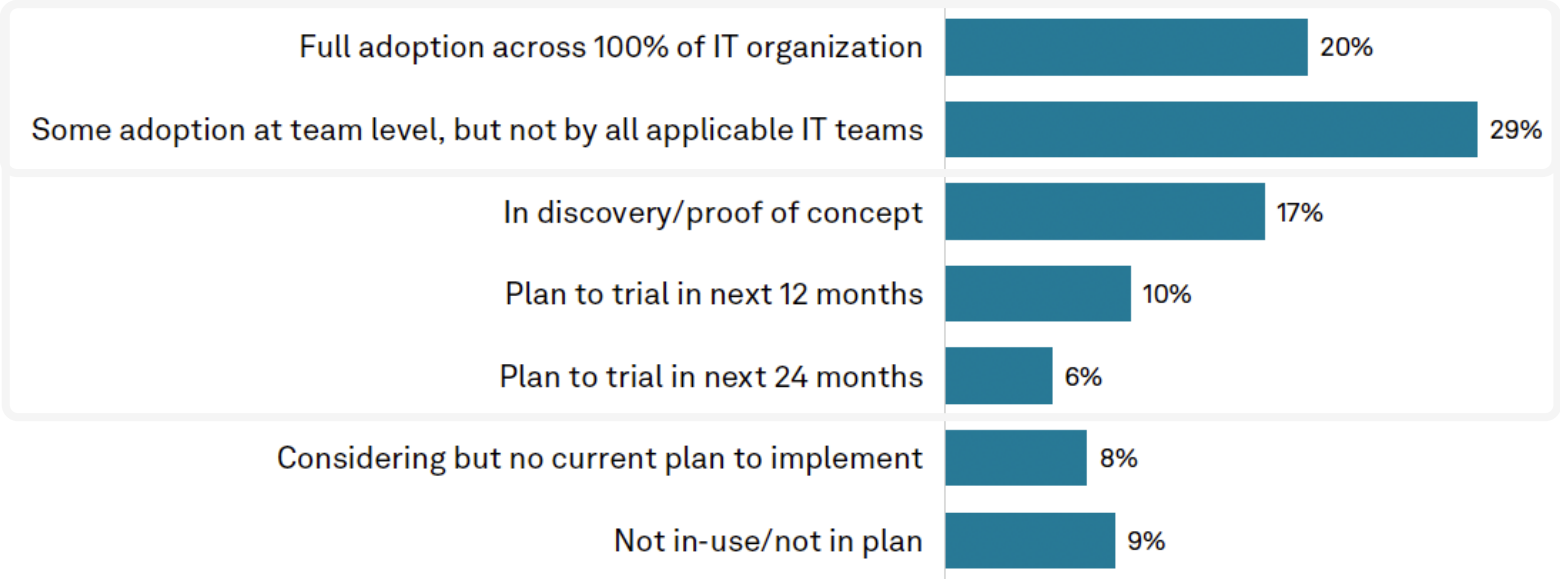 Full adoption across 100% of IT organization 20%
Some adoption at team level, but not by all applicable IT teams 29%
In discovery/proof of concept 17%
Plan to trial in next 12 months 10%
Plan to trial in next 24 months 6%
Considering but no current plan to implement 8%
Not in-use/not in plan 9%